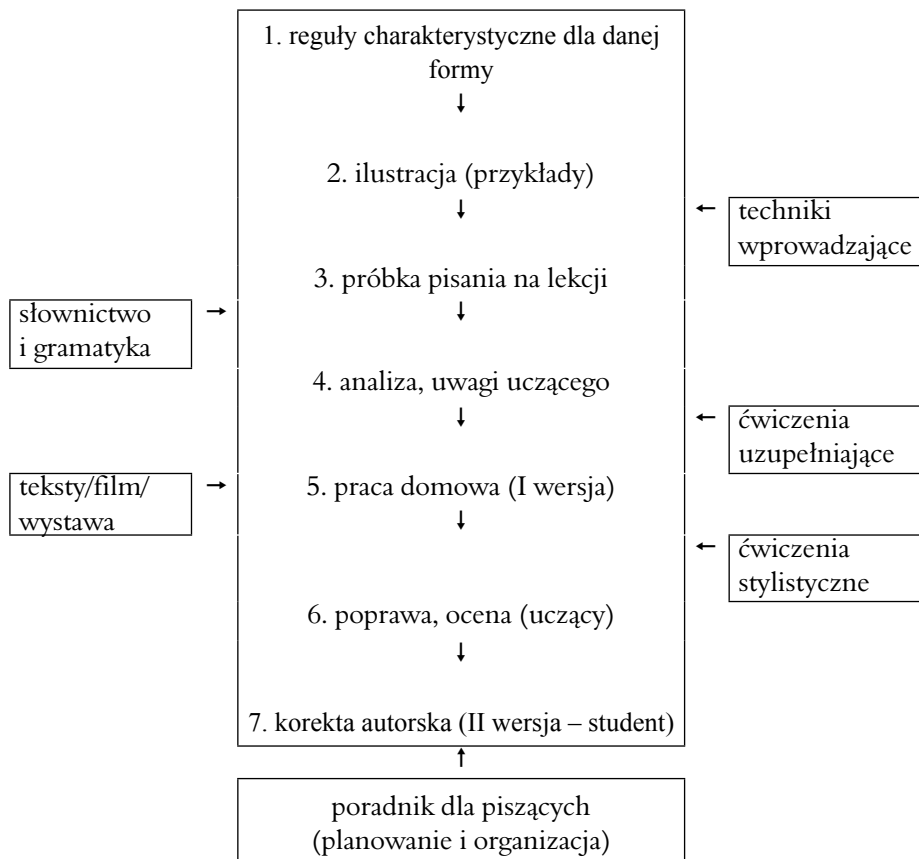 1. reguły charakterystyczne dla danej
formy
2. ilustracja (przykłady)
techniki
wprowadzające
3. próbka pisania na lekcji
słownictwo
i gramatyka
4. analiza, uwagi uczącego
ćwiczenia
uzupełniające
teksty/film/
wystawa
5. praca domowa (I wersja)
ćwiczenia
stylistyczne
6. poprawa, ocena (uczący)
7. korekta autorska (II wersja – student)
poradnik dla piszących
(planowanie i organizacja)